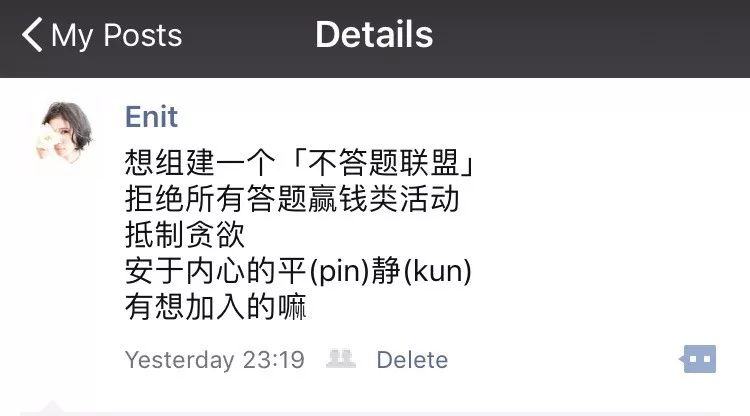 My Posts
Details
Enit
想组建一个「不答题联盟」
拒绝所有答题赢钱类活动
抵制贪欲
安于内心的平(pin)静(kun)
有想加入的嘛
Yesterday 23:19
Delete